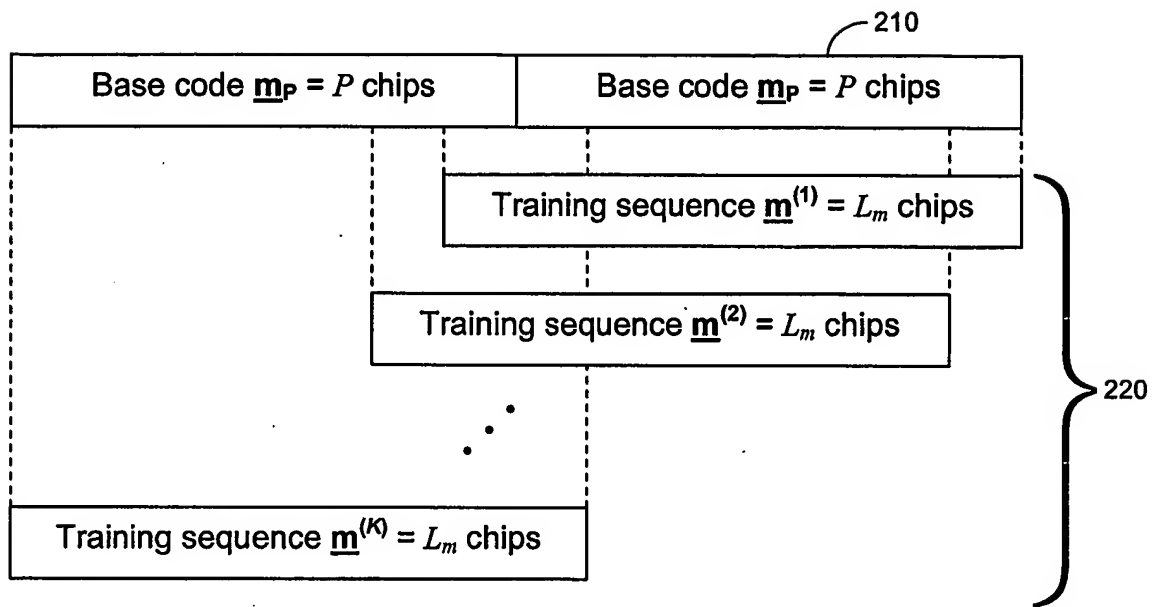 210
Base code m_P = P chips Base code m_P = P chips
Training sequence m^(1) = L_m chips
Training sequence m^(2) = L_m chips
220
Training sequence m^(K) = L_m chips